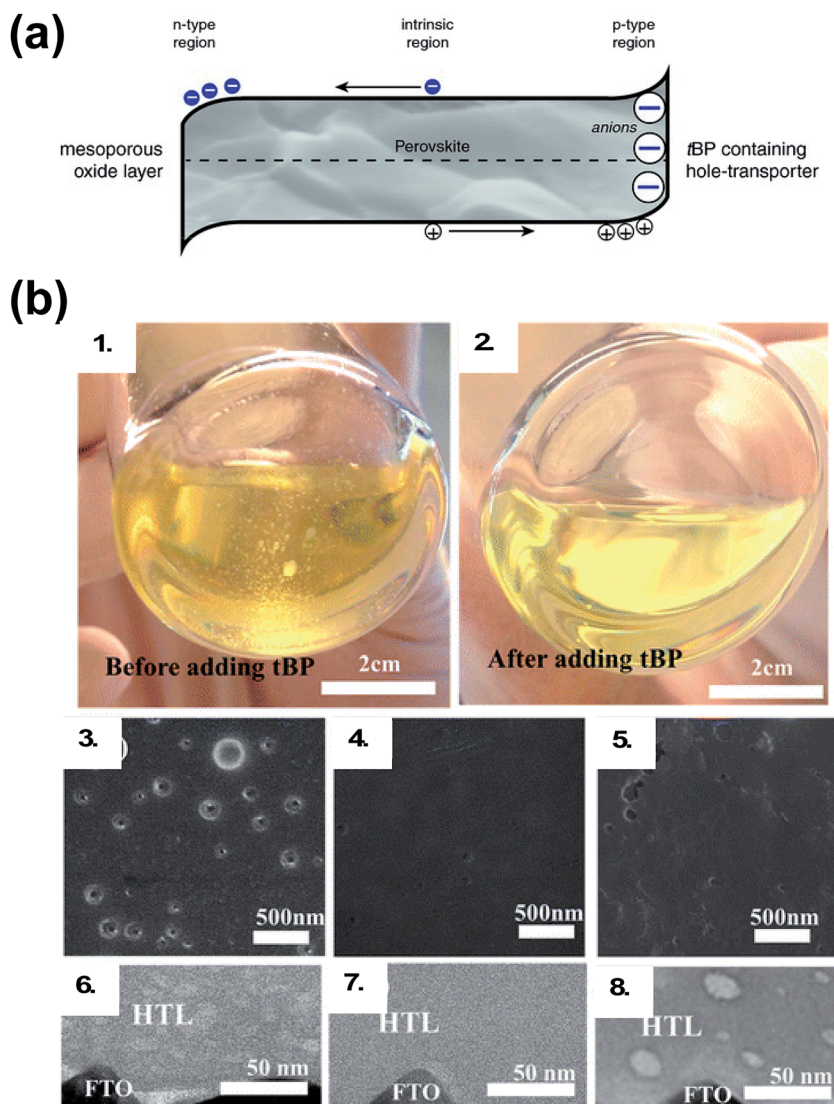 (a)
n-type
region
intrinsic
region
p-type
region
mesoporous
oxide layer
Perovskite
anions
tBP containing
hole-transporter
(b)
1.
Before adding tBP
2cm
2.
After adding tBP
2cm
3.
500nm
4.
500nm
5.
500nm
6.
HTL
FTO
50 nm
7.
HTL
FTO
50 nm
8.
HTL
FTO
50 nm